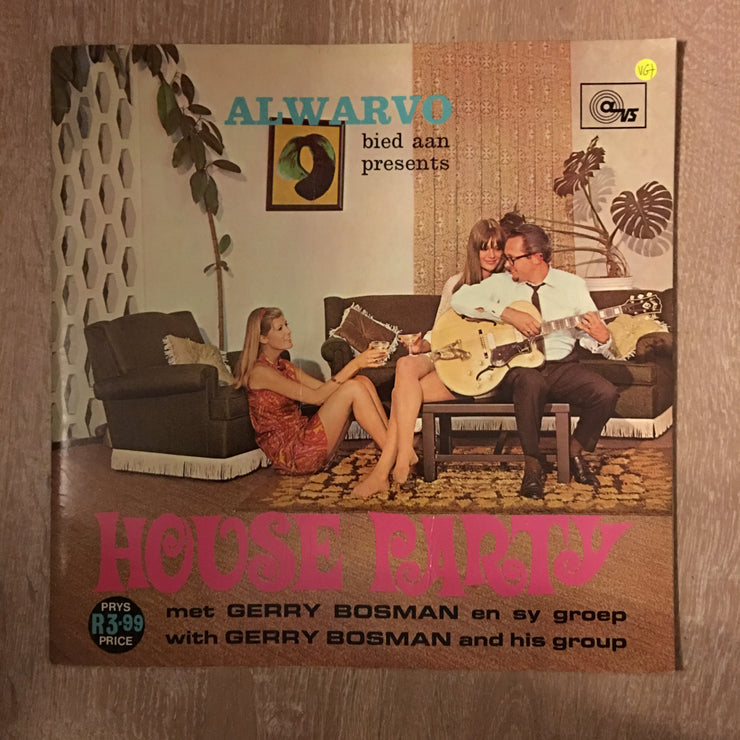 VG+
ALVS
ALWARVO
bied aan
presents
HOUSE PARTY
PRYS
R3·99
PRICE
met GERRY BOSMAN en sy groep
with GERRY BOSMAN and his group